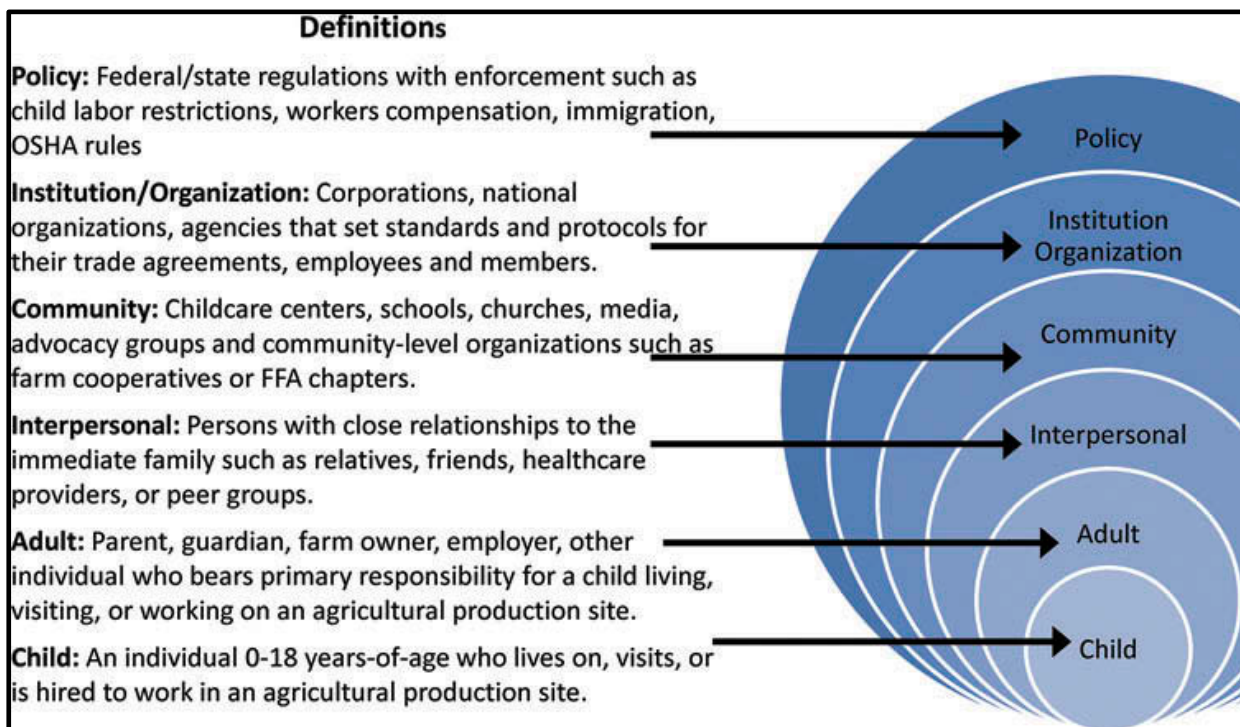 Definitions
Policy: Federal/state regulations with enforcement such as
child labor restrictions, workers compensation, immigration,
OSHA rules
Institution/Organization: Corporations, national
organizations, agencies that set standards and protocols for
their trade agreements, employees and members.
Community: Childcare centers, schools, churches, media,
advocacy groups and community-level organizations such as
farm cooperatives or FFA chapters.
Interpersonal: Persons with close relationships to the
immediate family such as relatives, friends, healthcare
providers, or peer groups.
Adult: Parent, guardian, farm owner, employer, other
individual who bears primary responsibility for a child living,
visiting, or working on an agricultural production site.
Child: An individual 0-18 years-of-age who lives on, visits, or
is hired to work in an agricultural production site.
Policy
Institution
Organization
Community
Interpersonal
Adult
Child